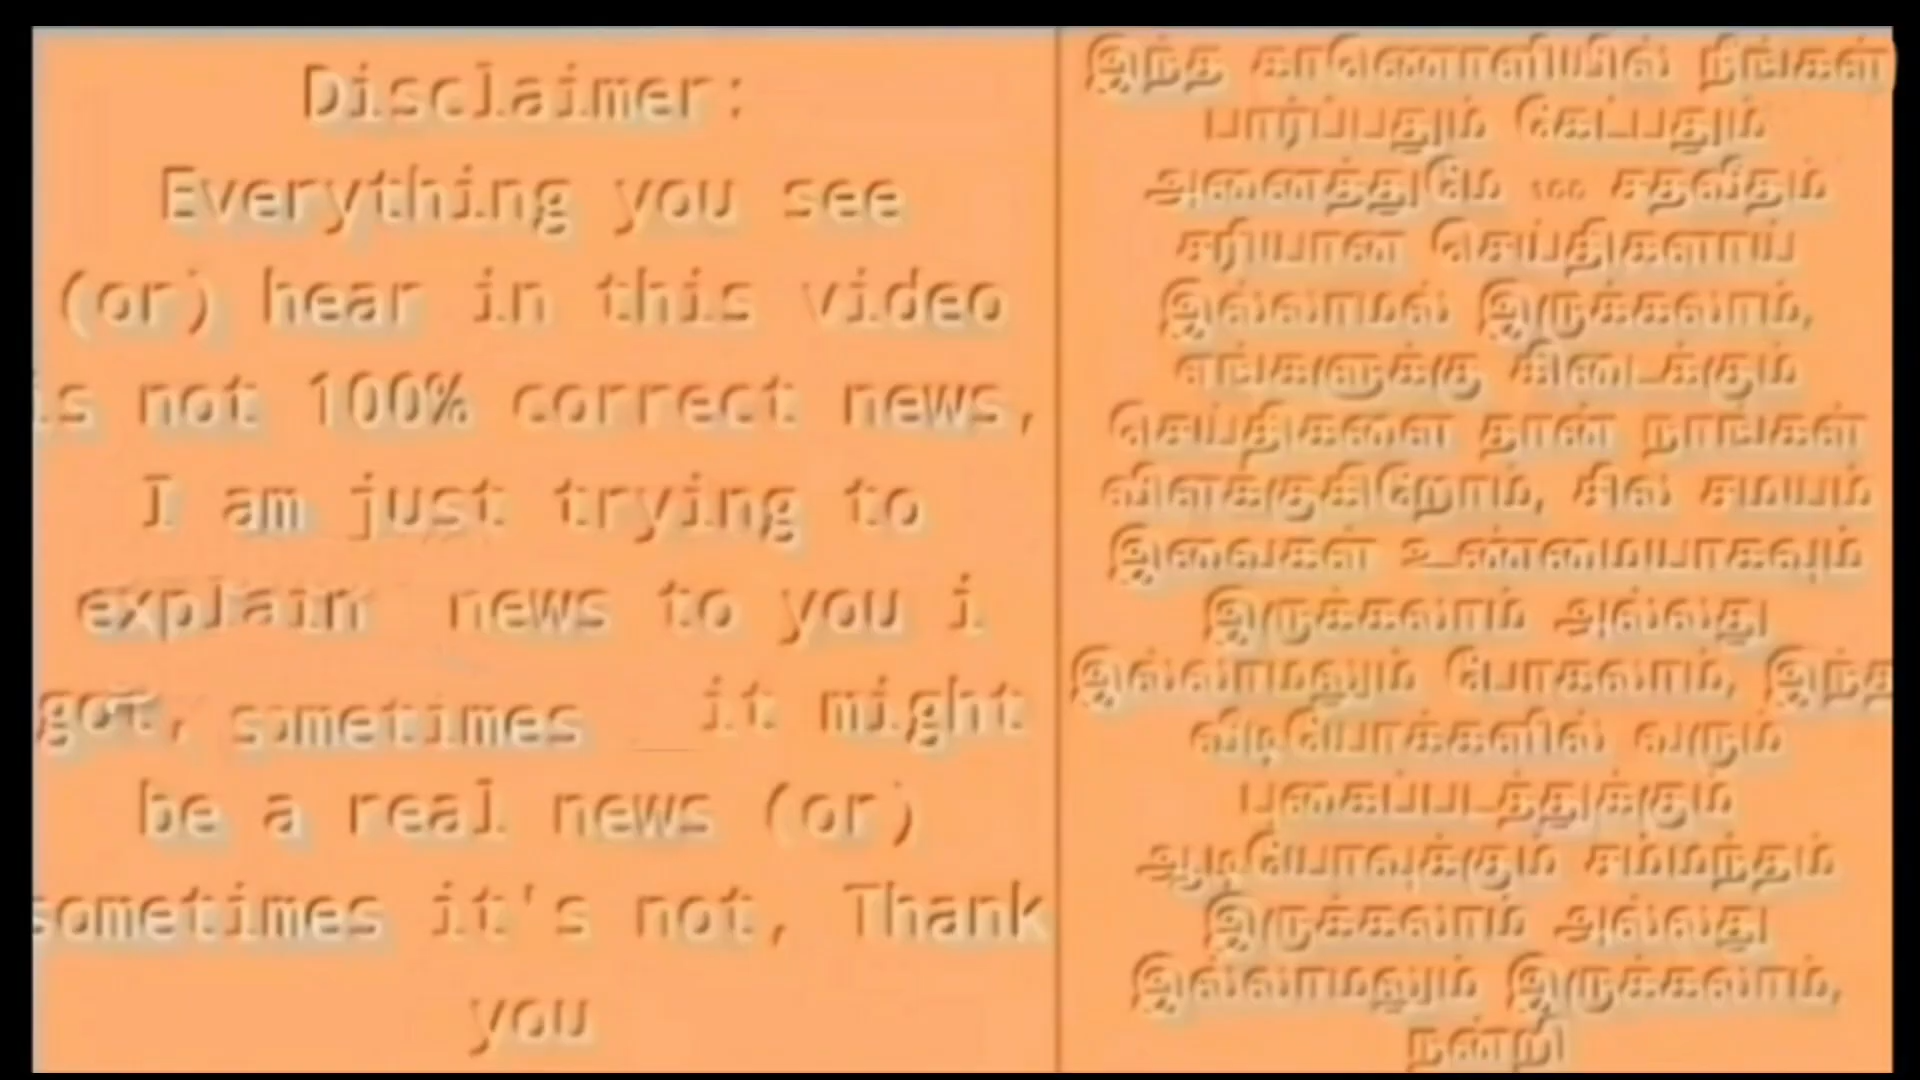 Disclaimer:
Everything you see
(or) hear in this video
is not 100% correct news,
I am just trying to
explain news to you i
got, sometimes it might
be a real news (or)
sometimes it's not, Thank
you
இந்த காணொளியில் நீங்கள்
பார்ப்பதும் கேட்பதும்
அனைத்துமே 100 சதவீதம்
சரியான செய்திகளாய்
இல்லாமல் இருக்கலாம்,
எங்களுக்கு கிடைக்கும்
செய்திகளை தான் நாங்கள்
விளக்குகிறோம், சில சமயம்
இவைகள் உண்மையாகவும்
இருக்கலாம் அல்லது
இல்லாமலும் போகலாம், இந்த
வீடியோக்களில் வரும்
புகைப்படத்துக்கும்
ஆடியோவுக்கும் சம்மந்தம்
இருக்கலாம் அல்லது
இல்லாமலும் இருக்கலாம்,
நன்றி